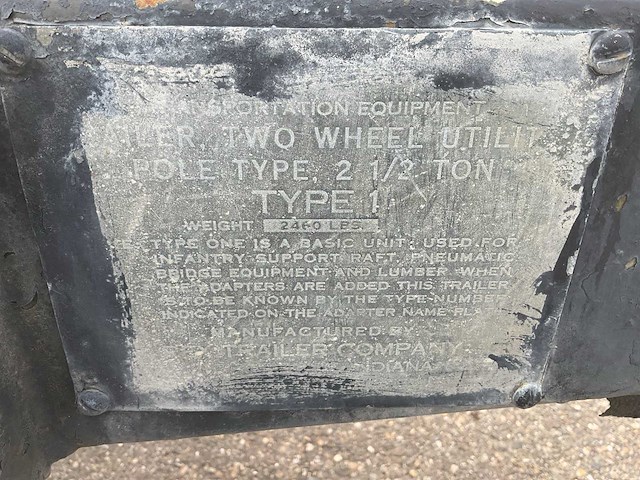 TRANSPORTATION EQUIPMENT
TRAILER, TWO WHEEL UTILITY
POLE TYPE, 2 1/2 TON
TYPE 1
WEIGHT 2460 LBS.
TYPE ONE IS A BASIC UNIT, USED FOR
INFANTRY SUPPORT RAFT, PNEUMATIC
BRIDGE EQUIPMENT AND LUMBER. WHEN
THE ADAPTERS ARE ADDED THIS TRAILER
IS TO BE KNOWN BY THE TYPE NUMBER
INDICATED ON THE ADAPTER NAME PLA
MANUFACTURED BY
TRAILER COMPANY
INDIANA